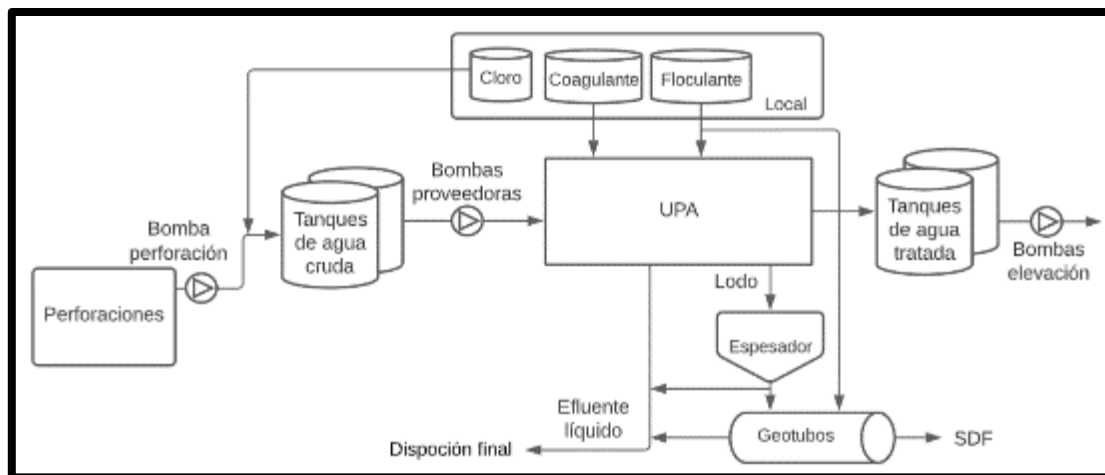 Cloro
Coagulante
Floculante
Local
Bombas
proveedoras
UPA
Tanques
de agua
cruda
Tanques
de agua
tratada
Bomba
perforación
Bombas
elevación
Perforaciones
Lodo
Espesador
Efluente
líquido
Geotubos
SDF
Dispoción final